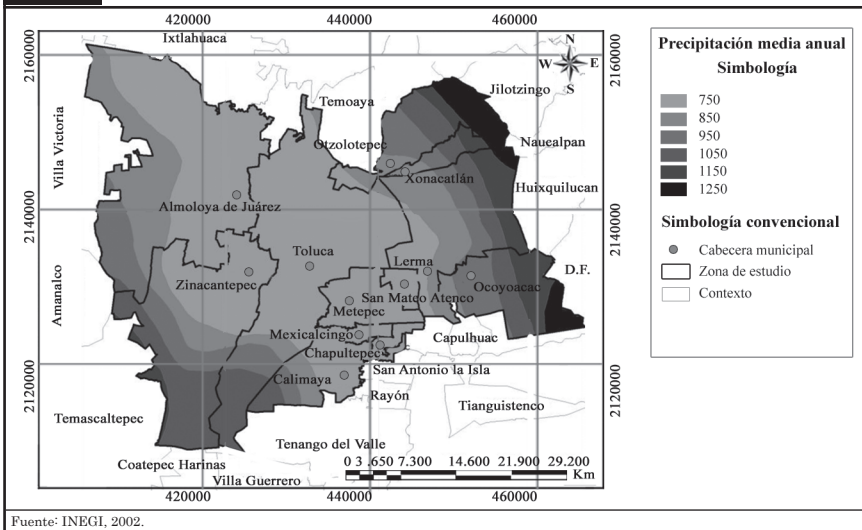 420000
440000
460000
Ixtlahuaca
2160000
2160000
N
W
E
S
Temoaya
Jilotzingo
Villa Victoria
Otzolotepec
Naucalpan
Xonacatlán
Huixquilucan
Almoloya de Juárez
2140000
2140000
Toluca
Lerma
D.F.
Zinacantepec
Ocoyoacac
San Mateo Atenco
Amanalco
Metepec
Mexicalcingo
Capulhuac
Chapultepec
San Antonio la Isla
Calimaya
2120000
2120000
Rayón
Tianguistenco
Temascaltepec
Tenango del Valle
Coatepec Harinas
0 3 .650 7.300 14.600 21.900 29.200
Km
Villa Guerrero
420000
440000
460000
Precipitación media anual
Simbología
750
850
950
1050
1150
1250
Simbología convencional
Cabecera municipal
Zona de estudio
Contexto
Fuente: INEGI, 2002.